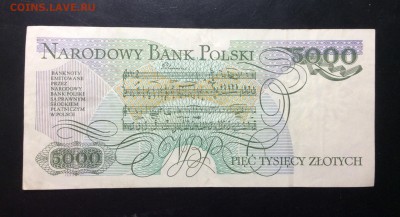 COINS.LAVE.RU
NARODOWY BANK POLSKI
5000
BANKNOTY
EMITOWANE
PRZEZ
NARODOWY
BANK POLSKI
SĄ PRAWNYM
ŚRODKIEM
PŁATNICZYM
W POLSCE
5000
NBP
PIĘĆ TYSIĘCY ZŁOTYCH